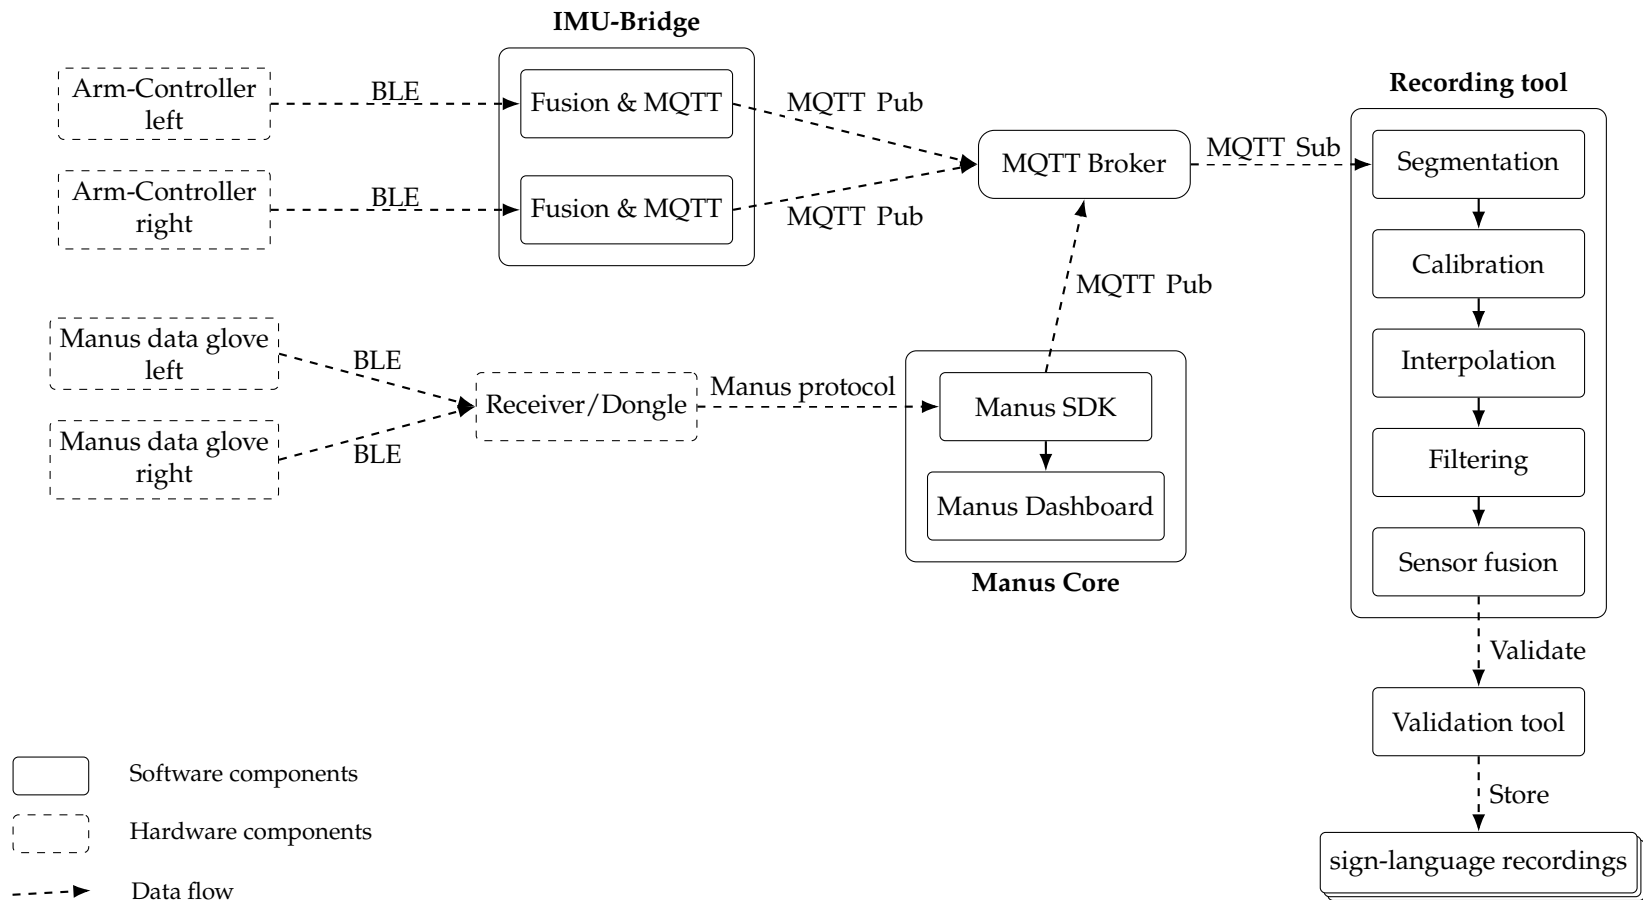 IMU-Bridge
Arm-Controller
left
BLE
Fusion & MQTT
MQTT Pub
Arm-Controller
right
BLE
Fusion & MQTT
MQTT Pub
MQTT Broker
MQTT Sub
Recording tool
Segmentation
Calibration
Interpolation
Filtering
Sensor fusion
MQTT Pub
Manus data glove
left
BLE
Manus data glove
right
BLE
Receiver/Dongle
Manus protocol
Manus SDK
Manus Dashboard
Manus Core
Validate
Validation tool
Store
sign-language recordings
Software components
Hardware components
Data flow